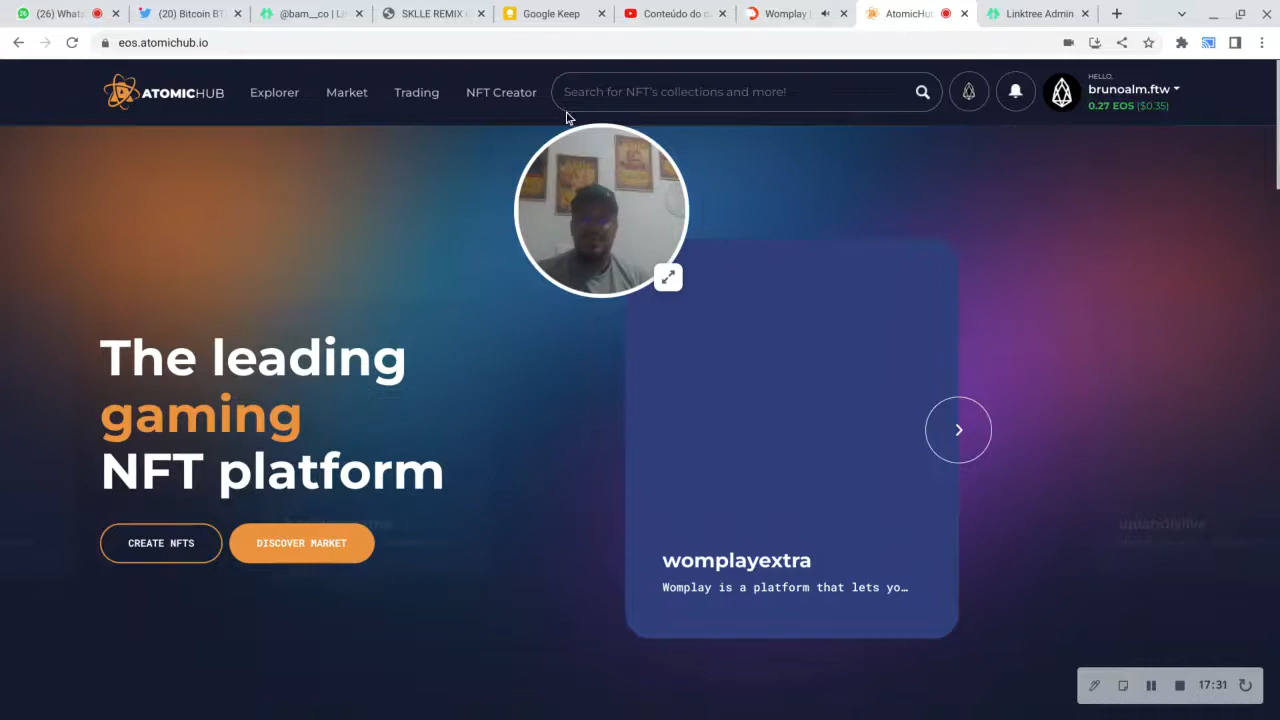 (26) Whats
(20) Bitcoin BT
@bam__co | Lin
SKLLE REMIX
Google Keep
Conteúdo do ca
Womplay |
AtomicHub
Linktree Admin
eos.atomichub.io
ATOMICHUB
Explorer
Market
Trading
NFT Creator
Search for NFT's collections and more!
HELLO,
brunoalm.ftw
0.27 EOS ($0.35)
The leading
gaming
NFT platform
CREATE NFTS
DISCOVER MARKET
womplayextra
Womplay is a platform that lets yo…
17:31